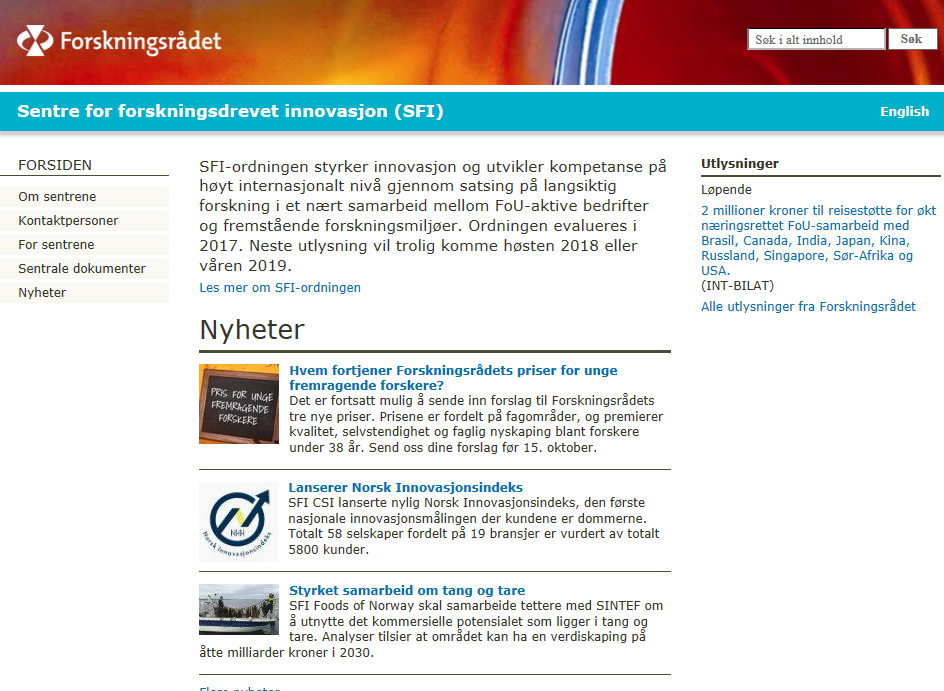 Forskningsrådet
Søk i alt innhold
Søk
Sentre for forskningsdrevet innovasjon (SFI)
English
FORSIDEN
Om sentrene
Kontaktpersoner
For sentrene
Sentrale dokumenter
Nyheter
SFI-ordningen styrker innovasjon og utvikler kompetanse på
høyt internasjonalt nivå gjennom satsing på langsiktig
forskning i et nært samarbeid mellom FoU-aktive bedrifter
og fremstående forskningsmiljøer. Ordningen evalueres i
2017. Neste utlysning vil trolig komme høsten 2018 eller
våren 2019.
Les mer om SFI-ordningen
Nyheter
PRIS FOR UNGE
FREMRAGENDE
FORSKERE
Hvem fortjener Forskningsrådets priser for unge
fremragende forskere?
Det er fortsatt mulig å sende inn forslag til Forskningsrådets
tre nye priser. Prisene er fordelt på fagområder, og premierer
kvalitet, selvstendighet og faglig nyskaping blant forskere
under 38 år. Send oss dine forslag før 15. oktober.
NHH
Norsk Innovasjonsindeks
Lanserer Norsk Innovasjonsindeks
SFI CSI lanserte nylig Norsk Innovasjonsindeks, den første
nasjonale innovasjonsmålingen der kundene er dommerne.
Totalt 58 selskaper fordelt på 19 bransjer er vurdert av totalt
5800 kunder.
Styrket samarbeid om tang og tare
SFI Foods of Norway skal samarbeide tettere med SINTEF om
å utnytte det kommersielle potensialet som ligger i tang og
tare. Analyser tilsier at området kan ha en verdiskaping på
åtte milliarder kroner i 2030.
Flere nyheter
Utlysninger
Løpende
2 millioner kroner til reisestøtte for økt
næringsrettet FoU-samarbeid med
Brasil, Canada, India, Japan, Kina,
Russland, Singapore, Sør-Afrika og
USA.
(INT-BILAT)
Alle utlysninger fra Forskningsrådet